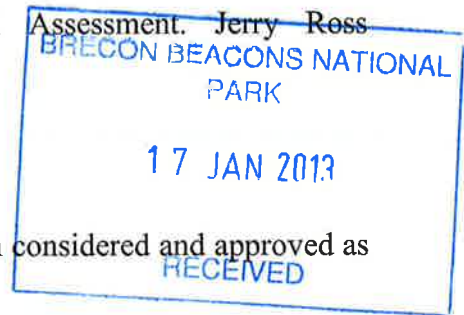 Assessment. Jerry Ross
BRECON BEACONS NATIONAL
PARK
17 JAN 2013
considered and approved as
RECEIVED